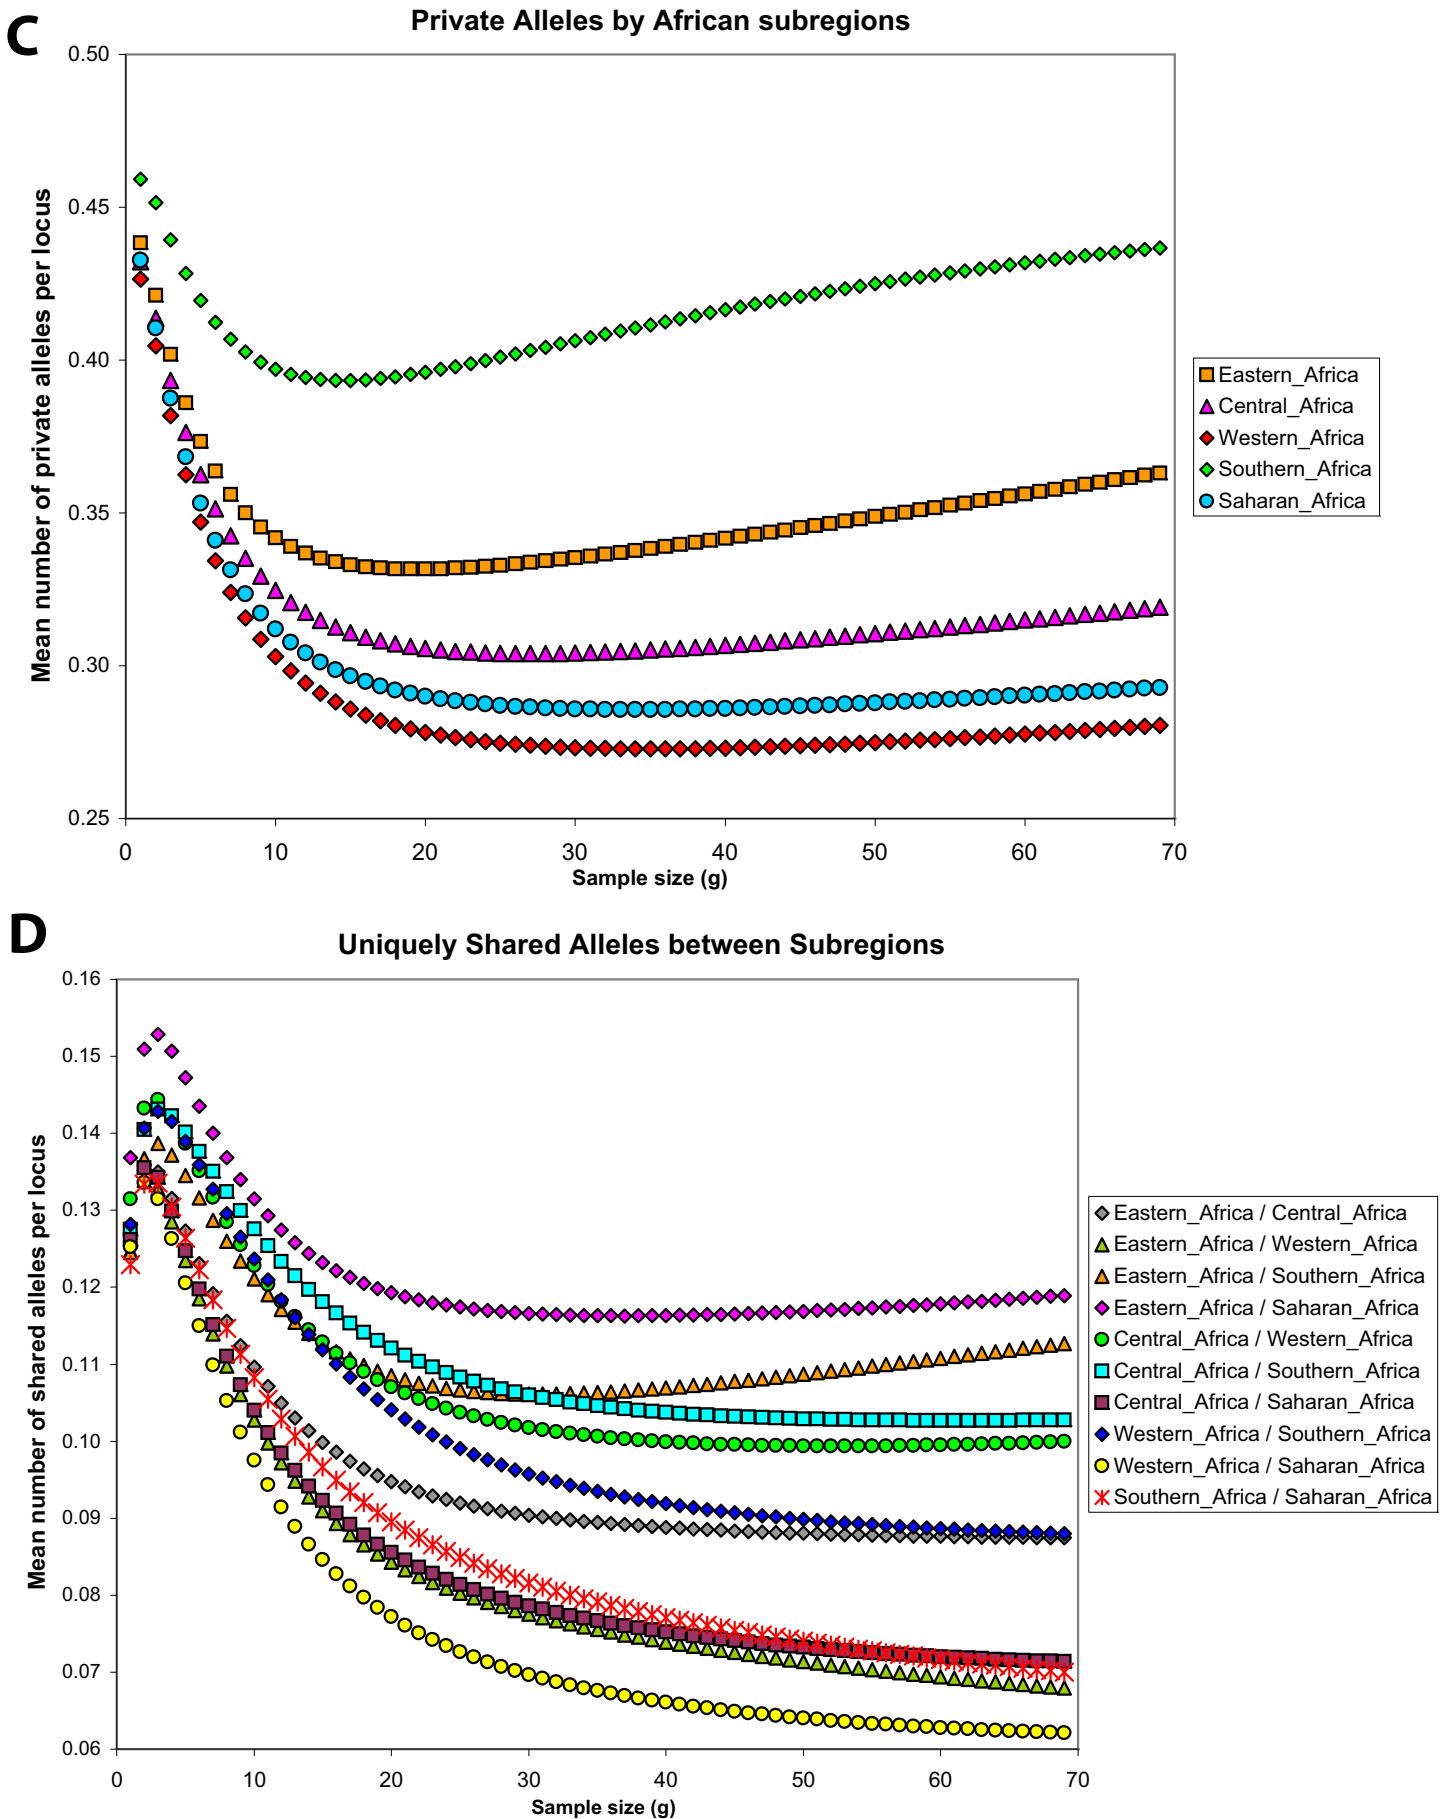 C
Private Alleles by African subregions
Mean number of private alleles per locus
0.50
0.45
0.40
0.35
0.30
0.25
0 10 20 30 40 50 60 70
Sample size (g)
Eastern_Africa
Central_Africa
Western_Africa
Southern_Africa
Saharan_Africa
D
Uniquely Shared Alleles between Subregions
Mean number of shared alleles per locus
0.16
0.15
0.14
0.13
0.12
0.11
0.10
0.09
0.08
0.07
0.06
0 10 20 30 40 50 60 70
Sample size (g)
Eastern_Africa / Central_Africa
Eastern_Africa / Western_Africa
Eastern_Africa / Southern_Africa
Eastern_Africa / Saharan_Africa
Central_Africa / Western_Africa
Central_Africa / Southern_Africa
Central_Africa / Saharan_Africa
Western_Africa / Southern_Africa
Western_Africa / Saharan_Africa
Southern_Africa / Saharan_Africa